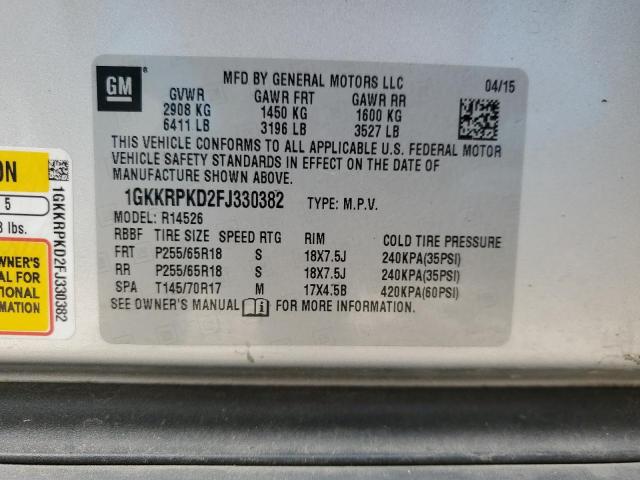 GM
®
MFD BY GENERAL MOTORS LLC
04/15
GVWR GAWR FRT GAWR RR
2908 KG 1450 KG 1600 KG
6411 LB 3196 LB 3527 LB
THIS VEHICLE CONFORMS TO ALL APPLICABLE U.S. FEDERAL MOTOR
VEHICLE SAFETY STANDARDS IN EFFECT ON THE DATE OF
MANUFACTURE SHOWN ABOVE.
1GKKRPKD2FJ330382 TYPE: M.P.V.
MODEL: R14526
RBBF TIRE SIZE SPEED RTG RIM COLD TIRE PRESSURE
FRT P255/65R18 S 18X7.5J 240KPA(35PSI)
RR P255/65R18 S 18X7.5J 240KPA(35PSI)
SPA T145/70R17 M 17X4.5B 420KPA(60PSI)
SEE OWNER'S MANUAL i FOR MORE INFORMATION.
ON
5
lbs.
WNER'S
AL FOR
TIONAL
MATION
1GKKRPKD2FJ330382